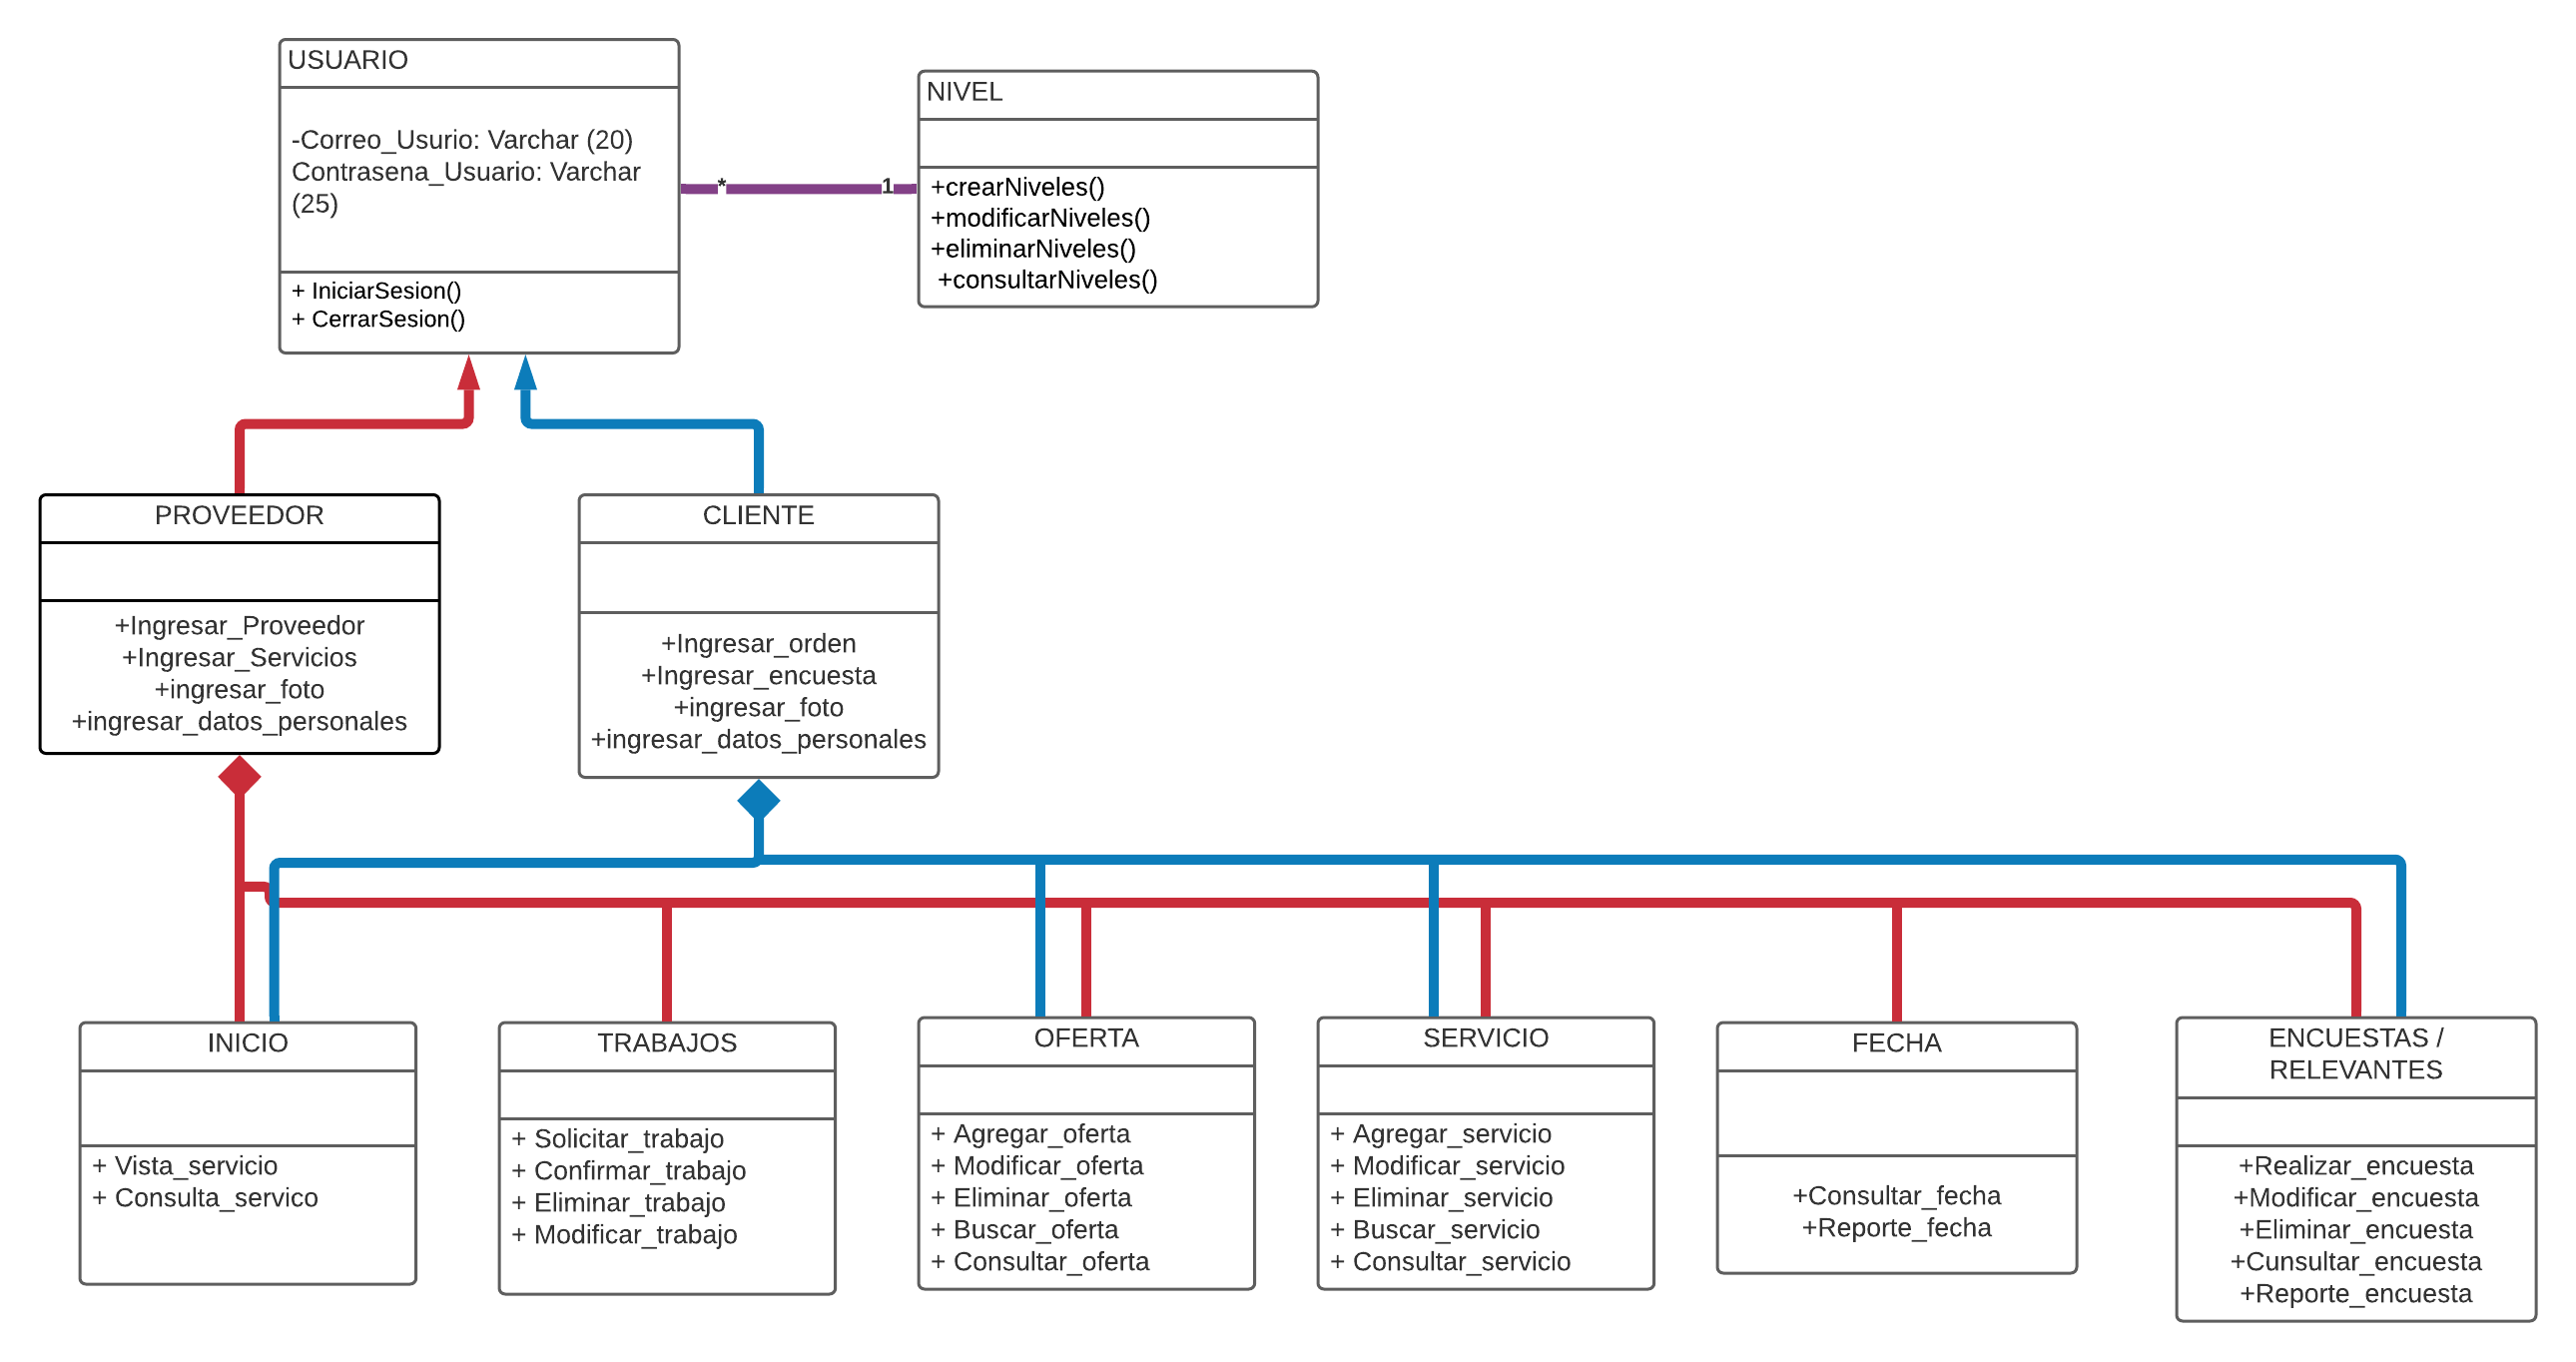 USUARIO
-Correo_Usurio: Varchar (20)
Contrasena_Usuario: Varchar
(25)
+ IniciarSesion()
+ CerrarSesion()
*
1
NIVEL
+crearNiveles()
+modificarNiveles()
+eliminarNiveles()
+consultarNiveles()
PROVEEDOR
+Ingresar_Proveedor
+Ingresar_Servicios
+ingresar_foto
+ingresar_datos_personales
CLIENTE
+Ingresar_orden
+Ingresar_encuesta
+ingresar_foto
+ingresar_datos_personales
INICIO
+ Vista_servicio
+ Consulta_servico
TRABAJOS
+ Solicitar_trabajo
+ Confirmar_trabajo
+ Eliminar_trabajo
+ Modificar_trabajo
OFERTA
+ Agregar_oferta
+ Modificar_oferta
+ Eliminar_oferta
+ Buscar_oferta
+ Consultar_oferta
SERVICIO
+ Agregar_servicio
+ Modificar_servicio
+ Eliminar_servicio
+ Buscar_servicio
+ Consultar_servicio
FECHA
+Consultar_fecha
+Reporte_fecha
ENCUESTAS /
RELEVANTES
+Realizar_encuesta
+Modificar_encuesta
+Eliminar_encuesta
+Cunsultar_encuesta
+Reporte_encuesta